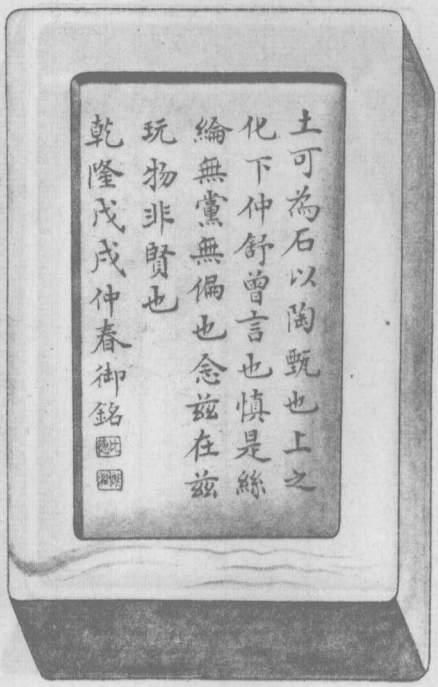 土可為石以陶甄也上之
化下仲舒曾言也慎是絲
綸無黨無偏也念茲在茲
玩物非賢也
乾隆戊戌仲春御銘